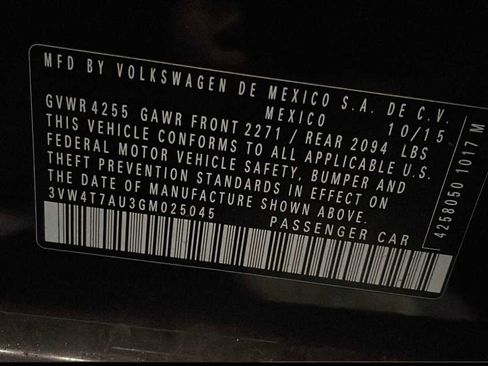 MFD BY VOLKSWAGEN DE MEXICO S.A. DE C.V.
MEXICO 10/15
GVWR 4255 GAWR FRONT 2271 / REAR 2094 LBS
THIS VEHICLE CONFORMS TO ALL APPLICABLE U.S.
FEDERAL MOTOR VEHICLE SAFETY, BUMPER AND
THEFT PREVENTION STANDARDS IN EFFECT ON
THE DATE OF MANUFACTURE SHOWN ABOVE.
3VW4T7AU3GM025045 PASSENGER CAR
4258050 1017 M